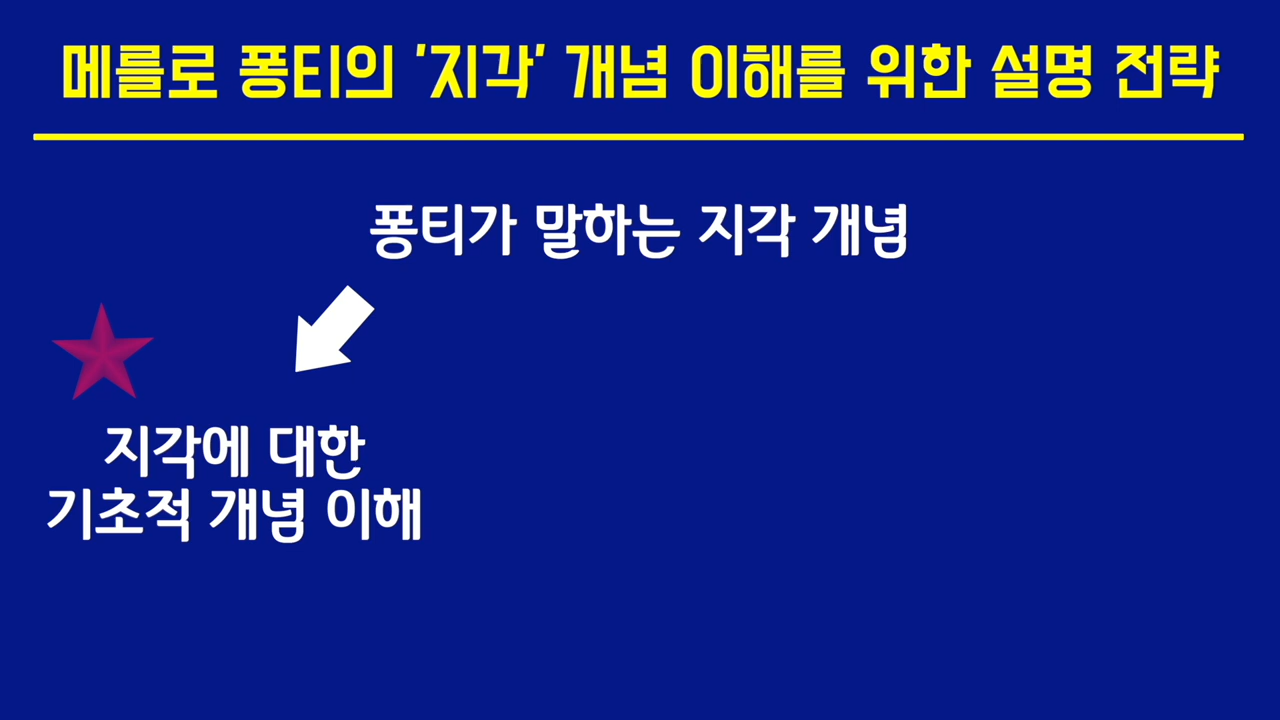 메를로 퐁티의 '지각' 개념 이해를 위한 설명 전략
퐁티가 말하는 지각 개념
지각에 대한
기초적 개념 이해